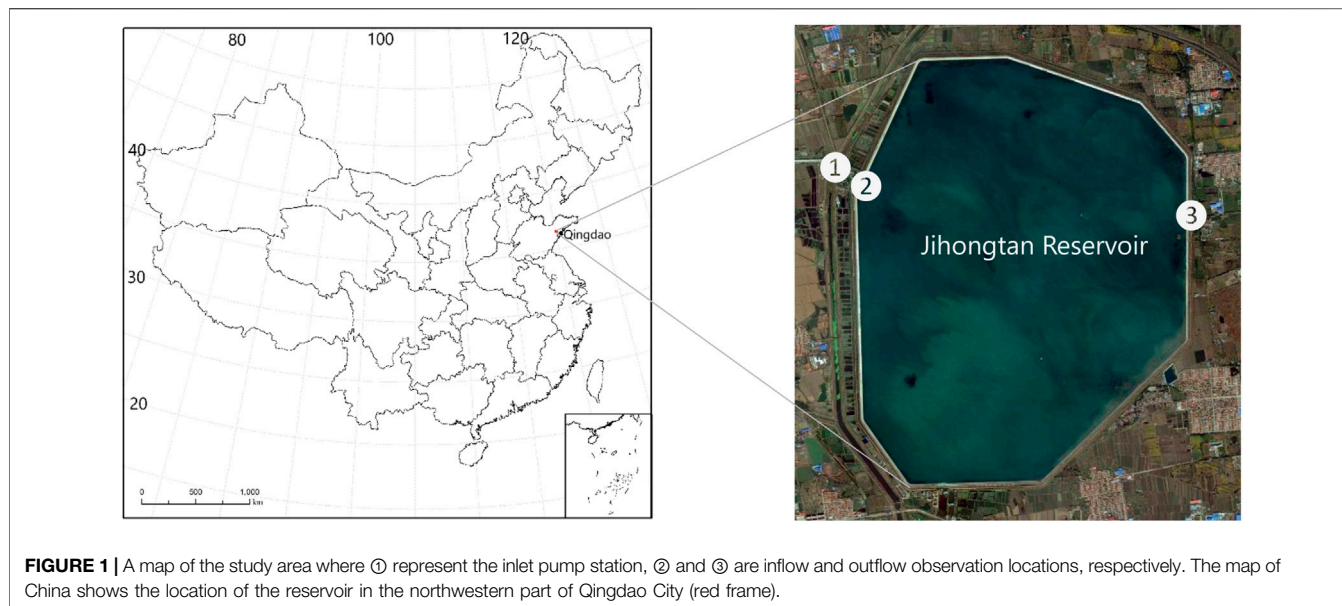 80
100
120
40
30
20
Qingdao
0
500
1,000
km
1
2
3
Jihongtan Reservoir
FIGURE 1 | A map of the study area where ① represent the inlet pump station, ② and ③ are inflow and outflow observation locations, respectively. The map of
China shows the location of the reservoir in the northwestern part of Qingdao City (red frame).